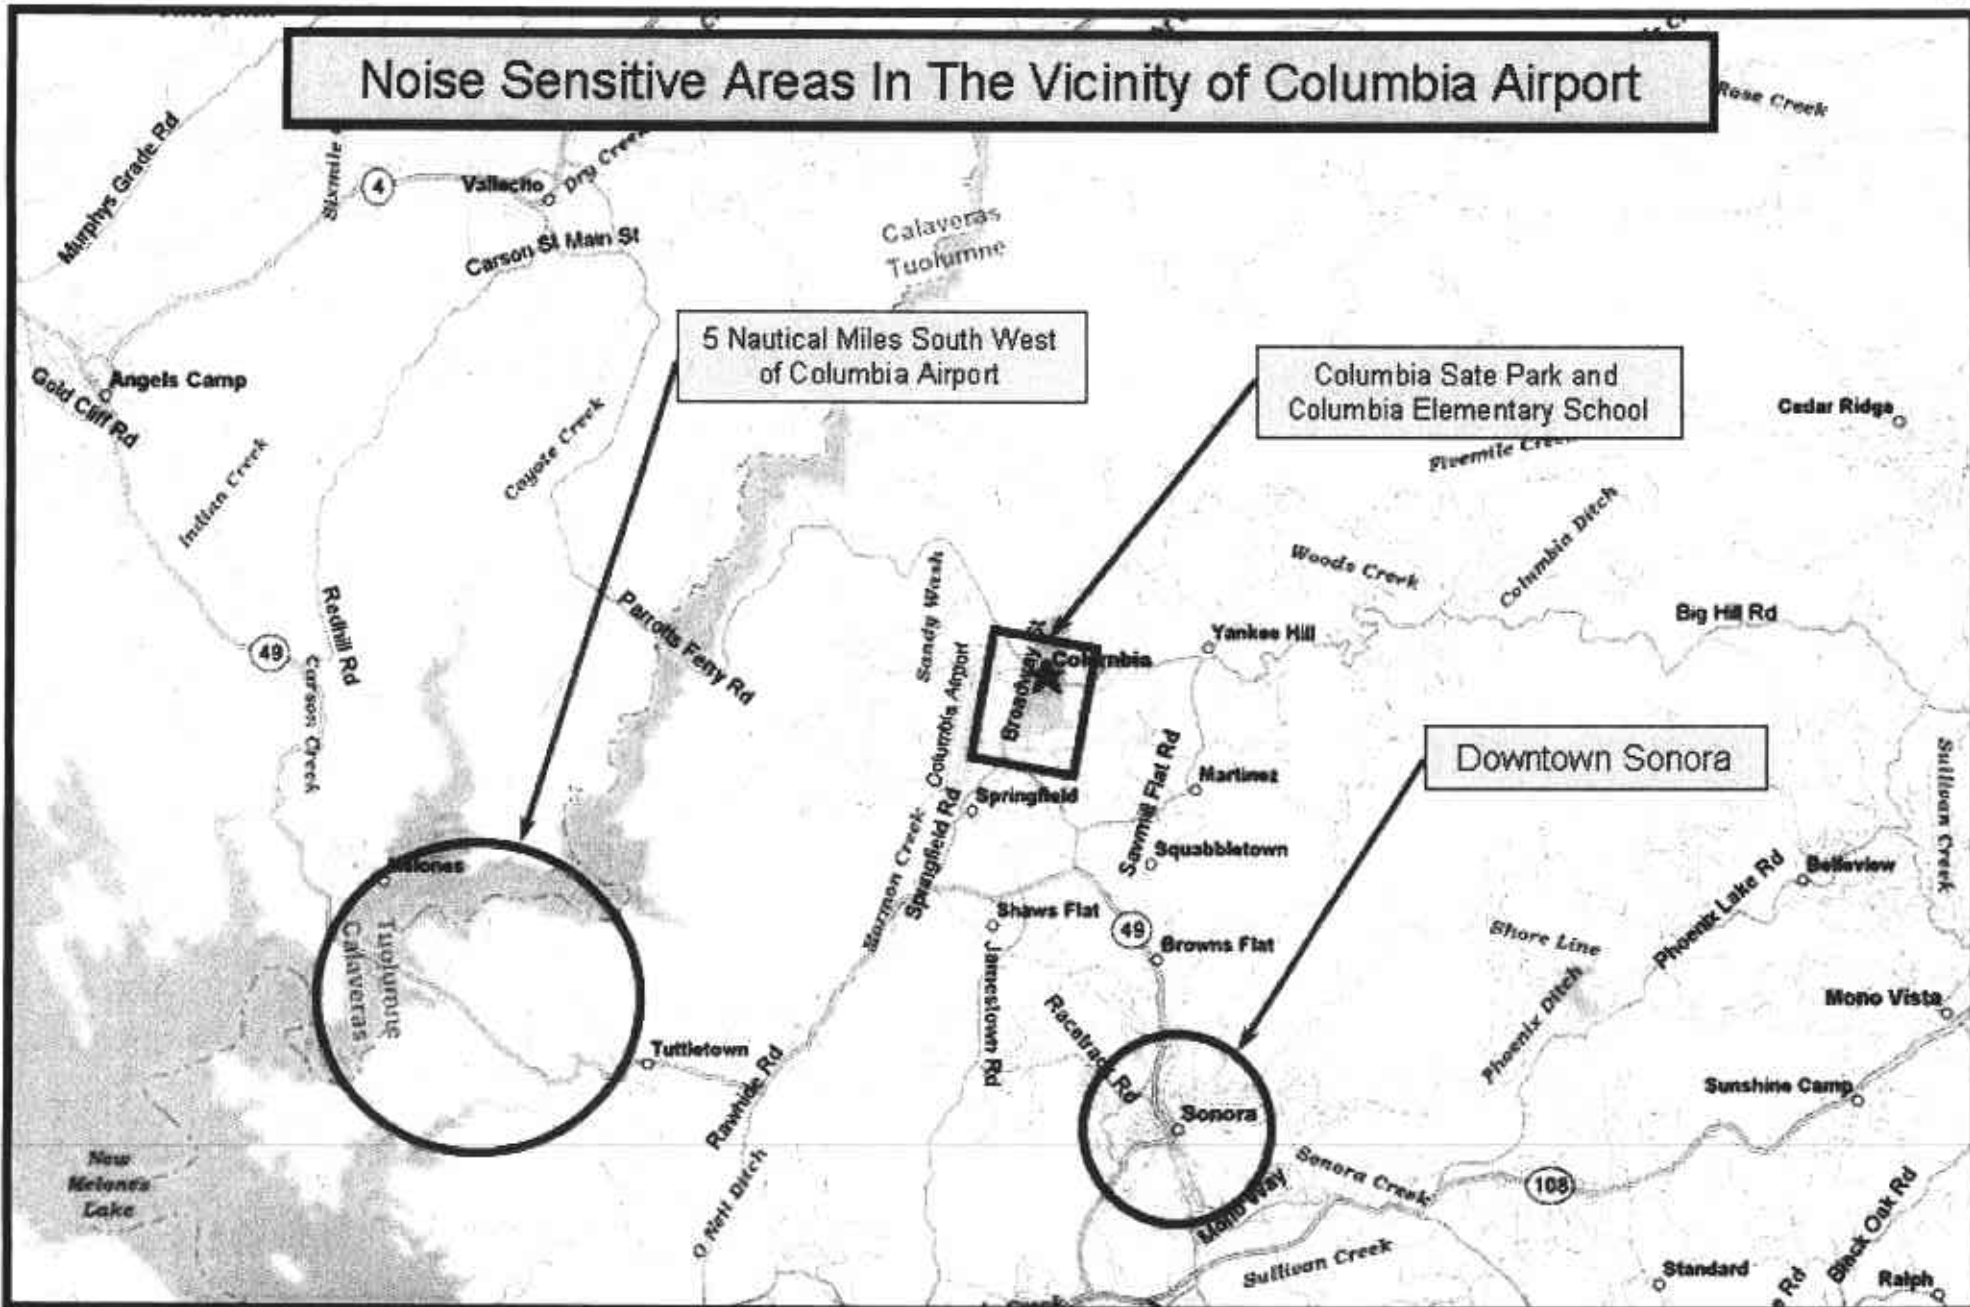 Noise Sensitive Areas In The Vicinity of Columbia Airport
Rose Creek
Murphys Grade Rd
Sixmile
4
Vallecito
Dry Creek
Carson St Main St
Calaveras
Tuolumne
5 Nautical Miles South West
of Columbia Airport
Columbia Sate Park and
Columbia Elementary School
Angels Camp
Gold Cliff Rd
Cedar Ridge
Indian Creek
Coyote Creek
Fivemile Creek
Columbia Ditch
Woods Creek
Sandy Wash
Redhill Rd
Parrotts Ferry Rd
Big Hill Rd
Yankee Hill
49
Carson Creek
Columbia
Broadway St
Columbia Airport
Downtown Sonora
Sawmill Flat Rd
Martinez
Springfield
Springfield Rd
Mormon Creek
Squabbletown
Sullivan Creek
Belleview
Phoenix Lake Rd
Melones
Tuolumne
Calaveras
Shaws Flat
49
Browns Flat
Jamestown Rd
Shore Line
Phoenix Ditch
Mono Vista
Racetrack Rd
Tuttletown
Rawhide Rd
Sunshine Camp
Sonora
New
Melones
Lake
Nett Ditch
Mono Way
Sonora Creek
108
Sullivan Creek
Black Oak Rd
Standard
Ralph
Rd
Creek